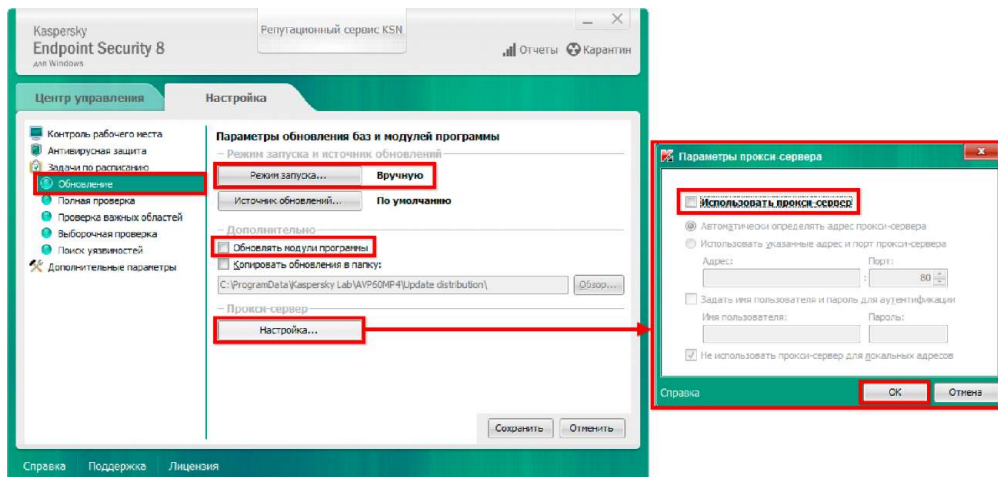 Kaspersky
Endpoint Security 8
для Windows
Репутационный сервис KSN
Отчеты Карантин
Центр управления Настройка
Контроль рабочего места
Антивирусная защита
Задачи по расписанию
Обновление
Полная проверка
Проверка важных областей
Выборочная проверка
Поиск уязвимостей
Дополнительные параметры
Параметры обновления баз и модулей программы
Режим запуска и источник обновлений
Режим запуска... Вручную
Источник обновлений... По умолчанию
Дополнительно
Обновлять модули программы
Копировать обновления в папку:
C:\ProgramData\Kaspersky Lab\AVP60MP4\Update distribution\ Обзор...
Прокси-сервер
Настройка...
Сохранить Отменить
Справка Поддержка Лицензия
Параметры прокси-сервера
Использовать прокси-сервер
Автоматически определять адрес прокси-сервера
Использовать указанные адрес и порт прокси-сервера
Адрес: Порт:
: 80
Задать имя пользователя и пароль для аутентификации
Имя пользователя: Пароль:
Не использовать прокси-сервер для локальных адресов
Справка ОК Отмена